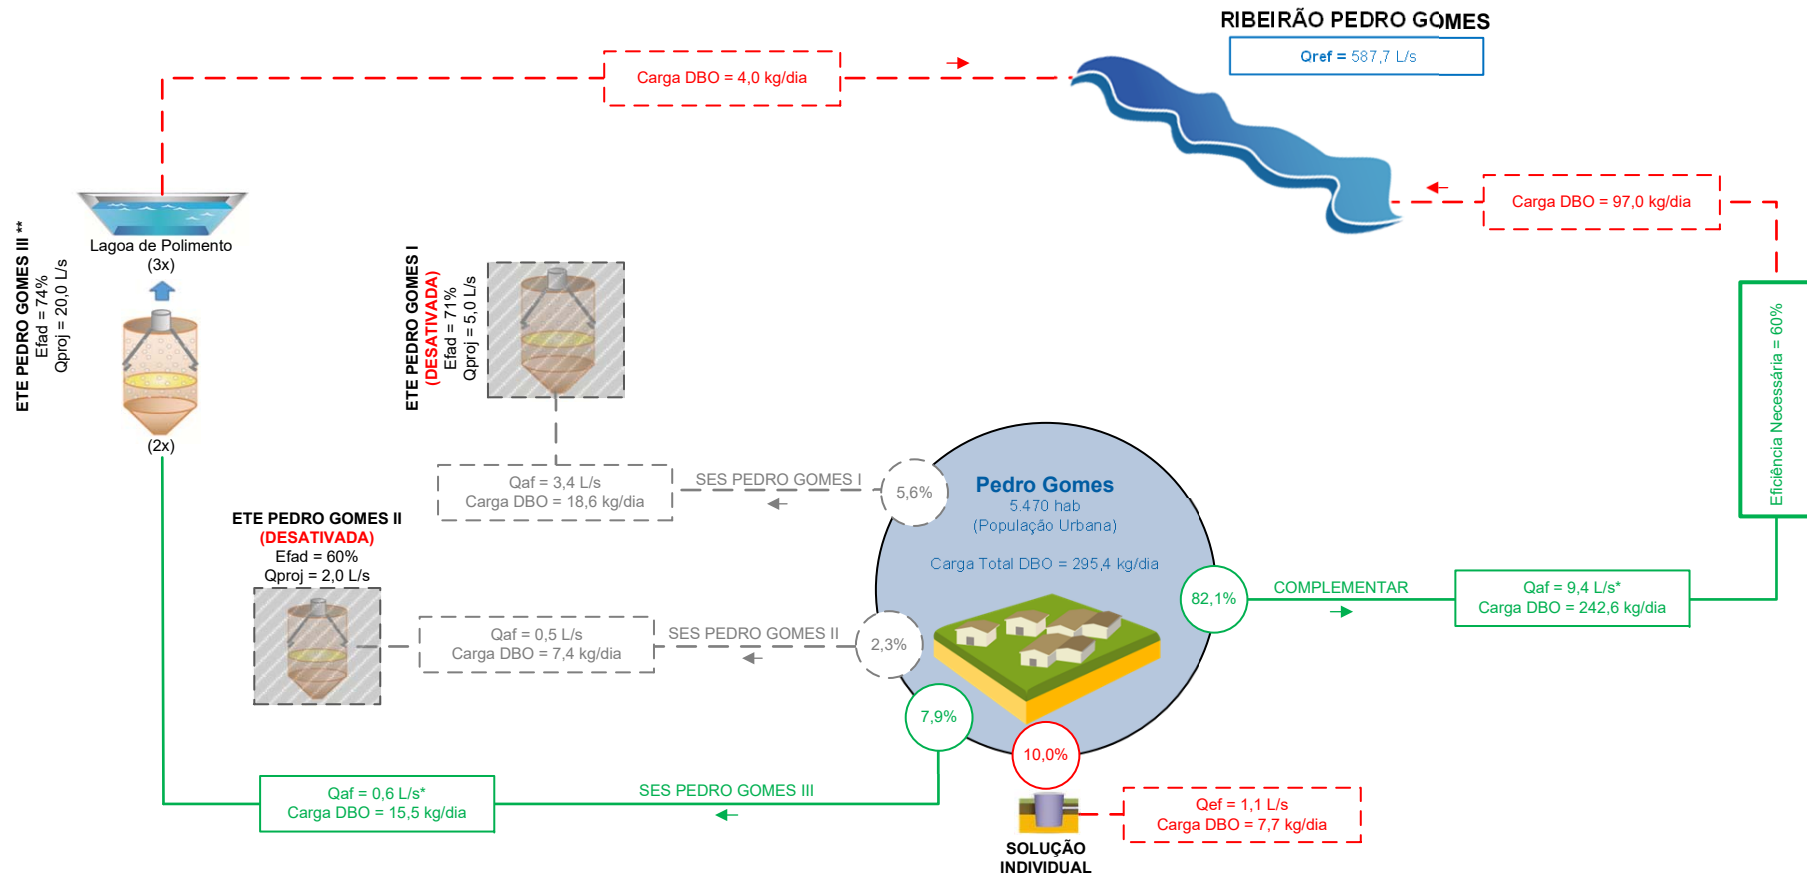 RIBEIRÃO PEDRO GOMES
Qref = 587,7 L/s
Carga DBO = 4,0 kg/dia
Carga DBO = 97,0 kg/dia
ETE PEDRO GOMES III **
Efad = 74%
Qproj = 20,0 L/s
Lagoa de Polimento
(3x)
(2x)
ETE PEDRO GOMES I
(DESATIVADA)
Efad = 71%
Qproj = 5,0 L/s
Eficiência Necessária = 60%
Qaf = 3,4 L/s
Carga DBO = 18,6 kg/dia
SES PEDRO GOMES I
5,6%
Pedro Gomes
5.470 hab
(População Urbana)
Carga Total DBO = 295,4 kg/dia
ETE PEDRO GOMES II
(DESATIVADA)
Efad = 60%
Qproj = 2,0 L/s
82,1%
COMPLEMENTAR
Qaf = 9,4 L/s*
Carga DBO = 242,6 kg/dia
Qaf = 0,5 L/s
Carga DBO = 7,4 kg/dia
SES PEDRO GOMES II
2,3%
7,9%
10,0%
Qaf = 0,6 L/s*
Carga DBO = 15,5 kg/dia
SES PEDRO GOMES III
Qef = 1,1 L/s
Carga DBO = 7,7 kg/dia
SOLUÇÃO
INDIVIDUAL